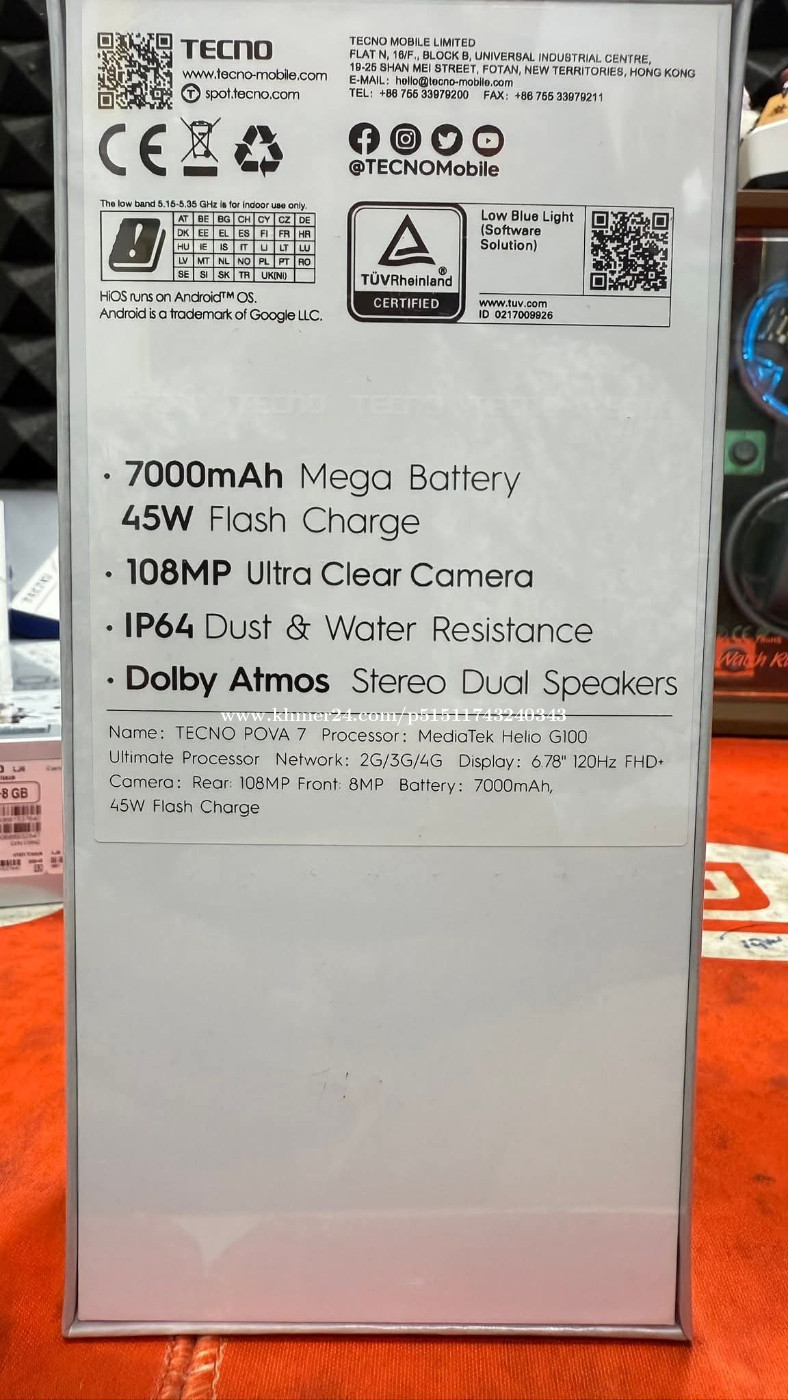 TECNO
www.tecno-mobile.com
spot.tecno.com
TECNO MOBILE LIMITED
FLAT N, 16/F., BLOCK B, UNIVERSAL INDUSTRIAL CENTRE,
19-25 SHAN MEI STREET, FOTAN, NEW TERRITORIES, HONG KONG
E-MAIL: hello@tecno-mobile.com
TEL: +86 755 33979200 FAX: +86 755 33979211
CE
@TECNOMobile
The low band 5.15-5.35 GHz is for indoor use only.
AT BE BG CH CY CZ DE
DK EE EL ES FI FR HR
HU IE IS IT LI LT LU
LV MT NL NO PL PT RO
SE SI SK TR UK(NI)
HiOS runs on Android™ OS.
Android is a trademark of Google LLC.
TÜVRheinland®
CERTIFIED
Low Blue Light
(Software
Solution)
www.tuv.com
ID 0217009926
• 7000mAh Mega Battery
45W Flash Charge
• 108MP Ultra Clear Camera
• IP64 Dust & Water Resistance
• Dolby Atmos Stereo Dual Speakers
www.khmer24.com/p51511743240343
Name: TECNO POVA 7 Processor: MediaTek Helio G100
Ultimate Processor Network: 2G/3G/4G Display: 6.78" 120Hz FHD+
Camera: Rear: 108MP Front: 8MP Battery: 7000mAh,
45W Flash Charge
8 GB